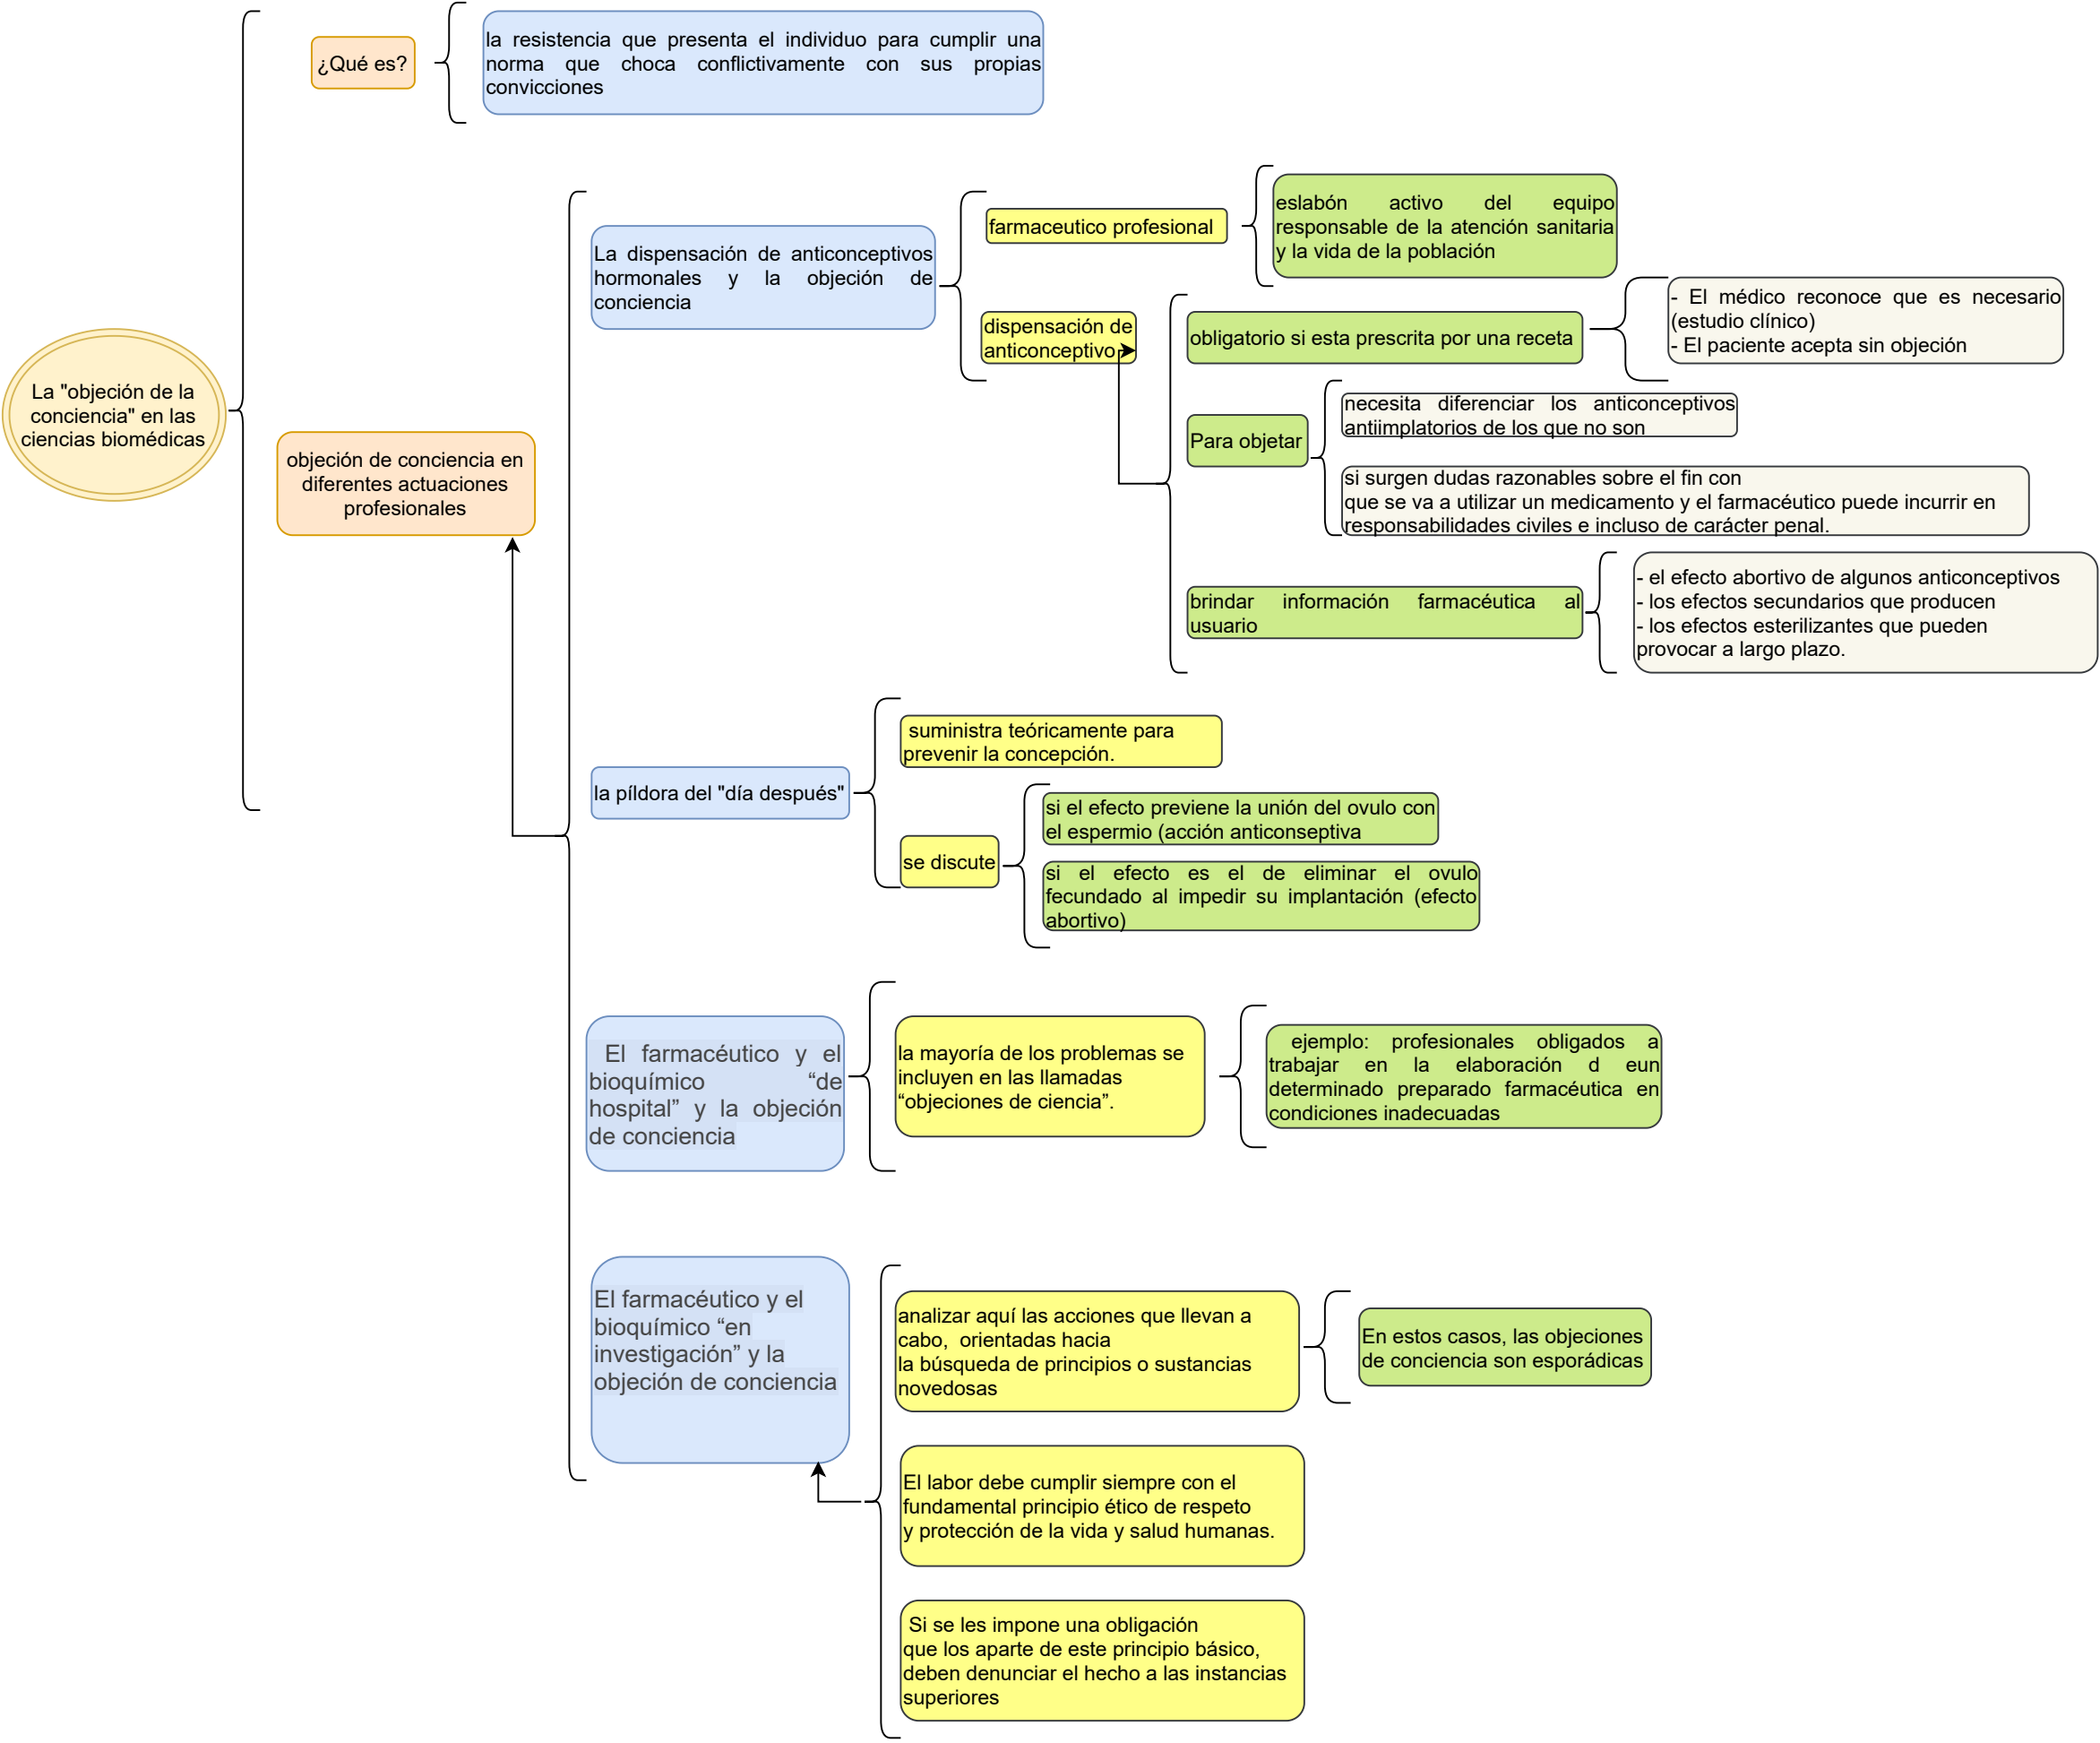 La "objeción de la
conciencia" en las
ciencias biomédicas
¿Qué es?
la resistencia que presenta el individuo para cumplir una
norma que choca conflictivamente con sus propias
convicciones
objeción de conciencia en
diferentes actuaciones
profesionales
La dispensación de anticonceptivos
hormonales y la objeción de
conciencia
farmaceutico profesional
eslabón activo del equipo
responsable de la atención sanitaria
y la vida de la población
dispensación de
anticonceptivo
obligatorio si esta prescrita por una receta
- El médico reconoce que es necesario
(estudio clínico)
- El paciente acepta sin objeción
Para objetar
necesita diferenciar los anticonceptivos
antiimplatorios de los que no son
si surgen dudas razonables sobre el fin con
que se va a utilizar un medicamento y el farmacéutico puede incurrir en
responsabilidades civiles e incluso de carácter penal.
brindar información farmacéutica al
usuario
- el efecto abortivo de algunos anticonceptivos
- los efectos secundarios que producen
- los efectos esterilizantes que pueden
provocar a largo plazo.
la píldora del "día después"
suministra teóricamente para
prevenir la concepción.
se discute
si el efecto previene la unión del ovulo con
el espermio (acción anticonseptiva
si el efecto es el de eliminar el ovulo
fecundado al impedir su implantación (efecto
abortivo)
El farmacéutico y el
bioquímico “de
hospital” y la objeción
de conciencia
la mayoría de los problemas se
incluyen en las llamadas
“objeciones de ciencia”.
ejemplo: profesionales obligados a
trabajar en la elaboración d eun
determinado preparado farmacéutica en
condiciones inadecuadas
El farmacéutico y el
bioquímico “en
investigación” y la
objeción de conciencia
analizar aquí las acciones que llevan a
cabo, orientadas hacia
la búsqueda de principios o sustancias
novedosas
En estos casos, las objeciones
de conciencia son esporádicas
El labor debe cumplir siempre con el
fundamental principio ético de respeto
y protección de la vida y salud humanas.
Si se les impone una obligación
que los aparte de este principio básico,
deben denunciar el hecho a las instancias
superiores